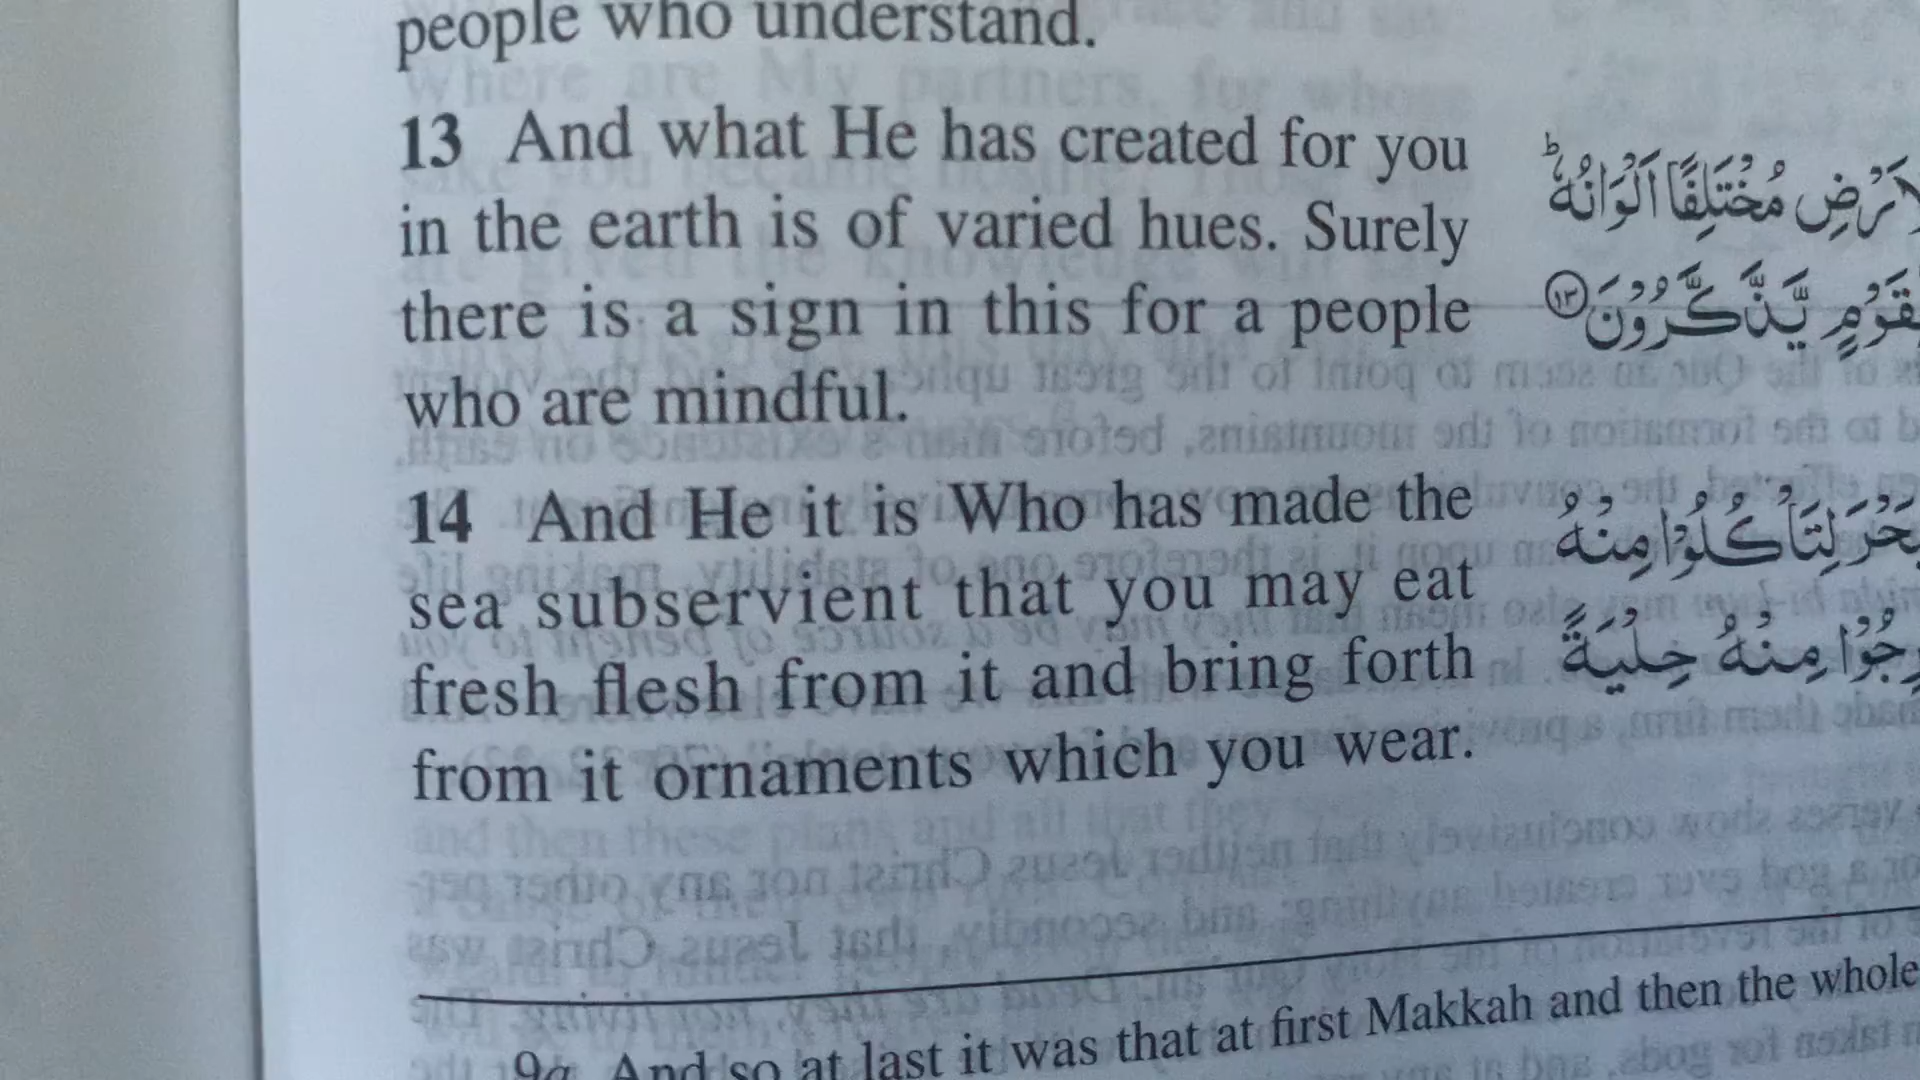 people who understand.
13 And what He has created for you
in the earth is of varied hues. Surely
there is a sign in this for a people
who are mindful.
14 And He it is Who has made the
sea subservient that you may eat
fresh flesh from it and bring forth
from it ornaments which you wear.
مُخْتَلِفًا اَلْوَانُهٗ ؕ
يَّذَّكَّرُوْنَ ⑬
لِتَاْكُلُوْا مِنْهُ
مِنْهُ حِلْيَةً
9a And so at last it was that at first Makkah and then the whole